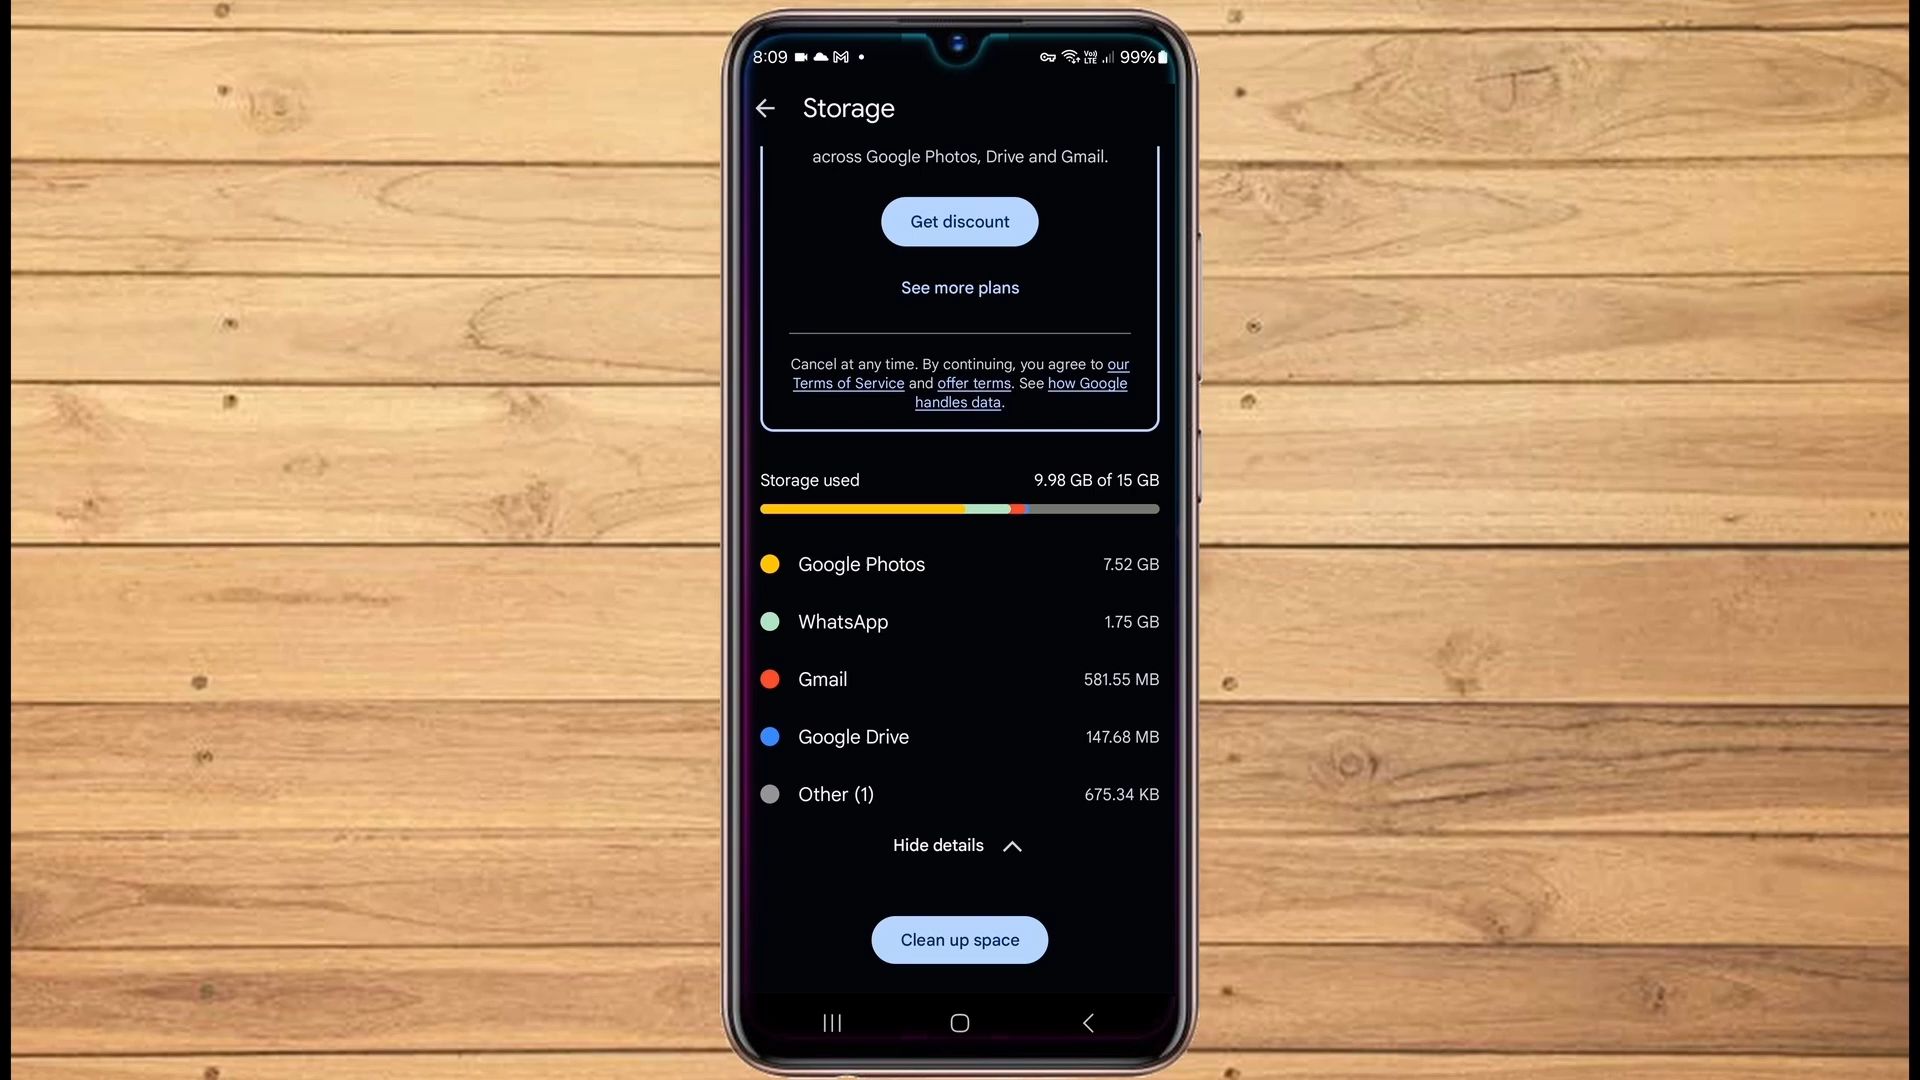 8:09 99%
Storage
across Google Photos, Drive and Gmail.
Get discount
See more plans
Cancel at any time. By continuing, you agree to our
Terms of Service and offer terms. See how Google
handles data.
Storage used 9.98 GB of 15 GB
Google Photos 7.52 GB
WhatsApp 1.75 GB
Gmail 581.55 MB
Google Drive 147.68 MB
Other (1) 675.34 KB
Hide details
Clean up space